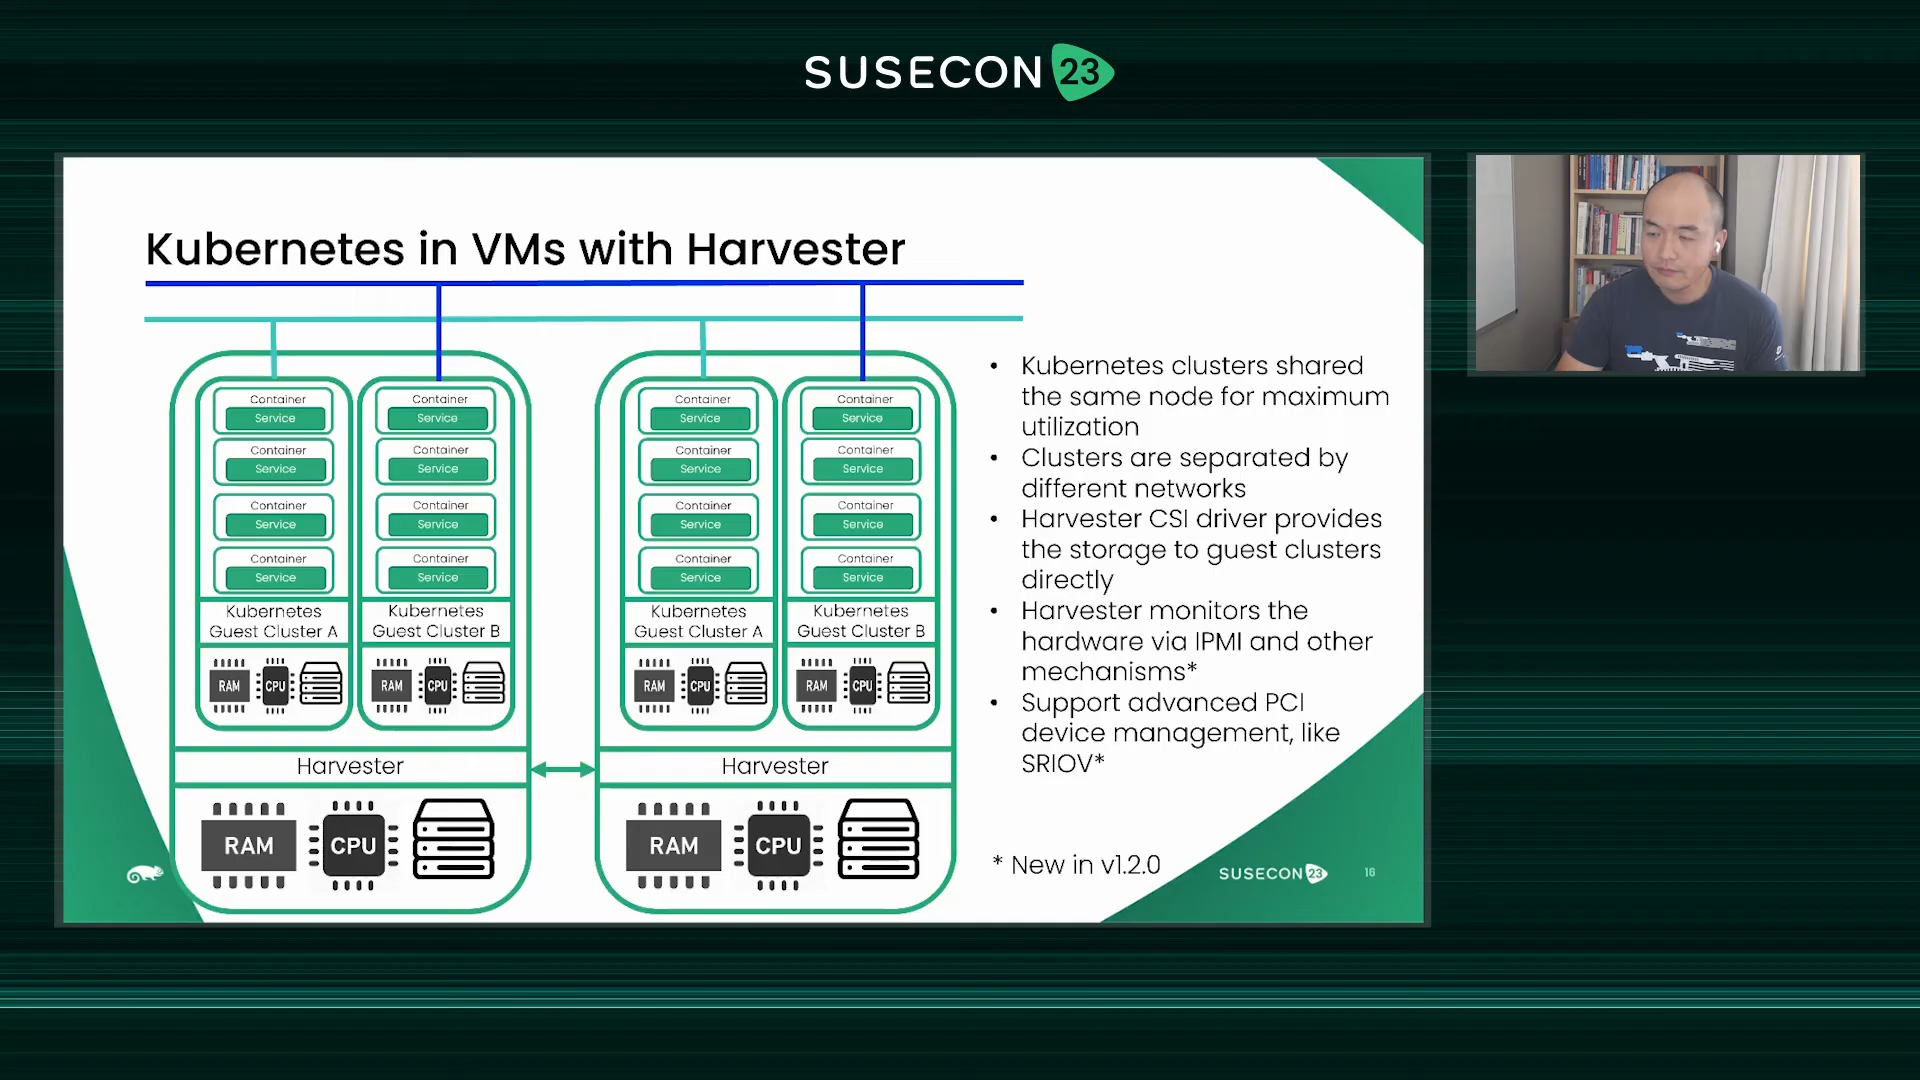 SUSECON 23
Kubernetes in VMs with Harvester
Container
Service
Container
Service
Container
Service
Container
Service
Kubernetes
Guest Cluster A
RAM
CPU
Container
Service
Container
Service
Container
Service
Container
Service
Kubernetes
Guest Cluster B
RAM
CPU
Harvester
RAM
CPU
Container
Service
Container
Service
Container
Service
Container
Service
Kubernetes
Guest Cluster A
RAM
CPU
Container
Service
Container
Service
Container
Service
Container
Service
Kubernetes
Guest Cluster B
RAM
CPU
Harvester
RAM
CPU
• Kubernetes clusters shared
the same node for maximum
utilization
• Clusters are separated by
different networks
• Harvester CSI driver provides
the storage to guest clusters
directly
• Harvester monitors the
hardware via IPMI and other
mechanisms*
• Support advanced PCI
device management, like
SRIOV*
* New in v1.2.0
SUSECON 23
16